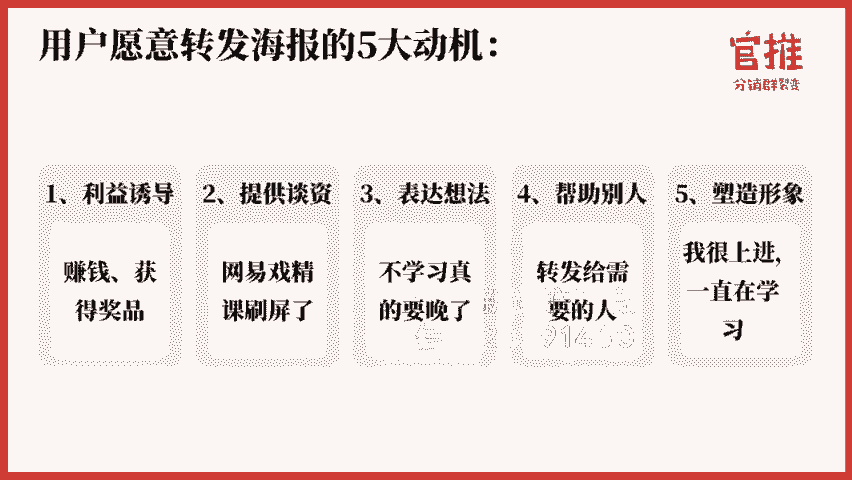 用户愿意转发海报的5大动机：
官推
分销群裂变
1、利益诱导
赚钱、获
得奖品
2、提供谈资
网易戏精
课刷屏了
3、表达想法
不学习真
的要晚了
4、帮助别人
转发给需
要的人
5、塑造形象
我很上进，
一直在学
习